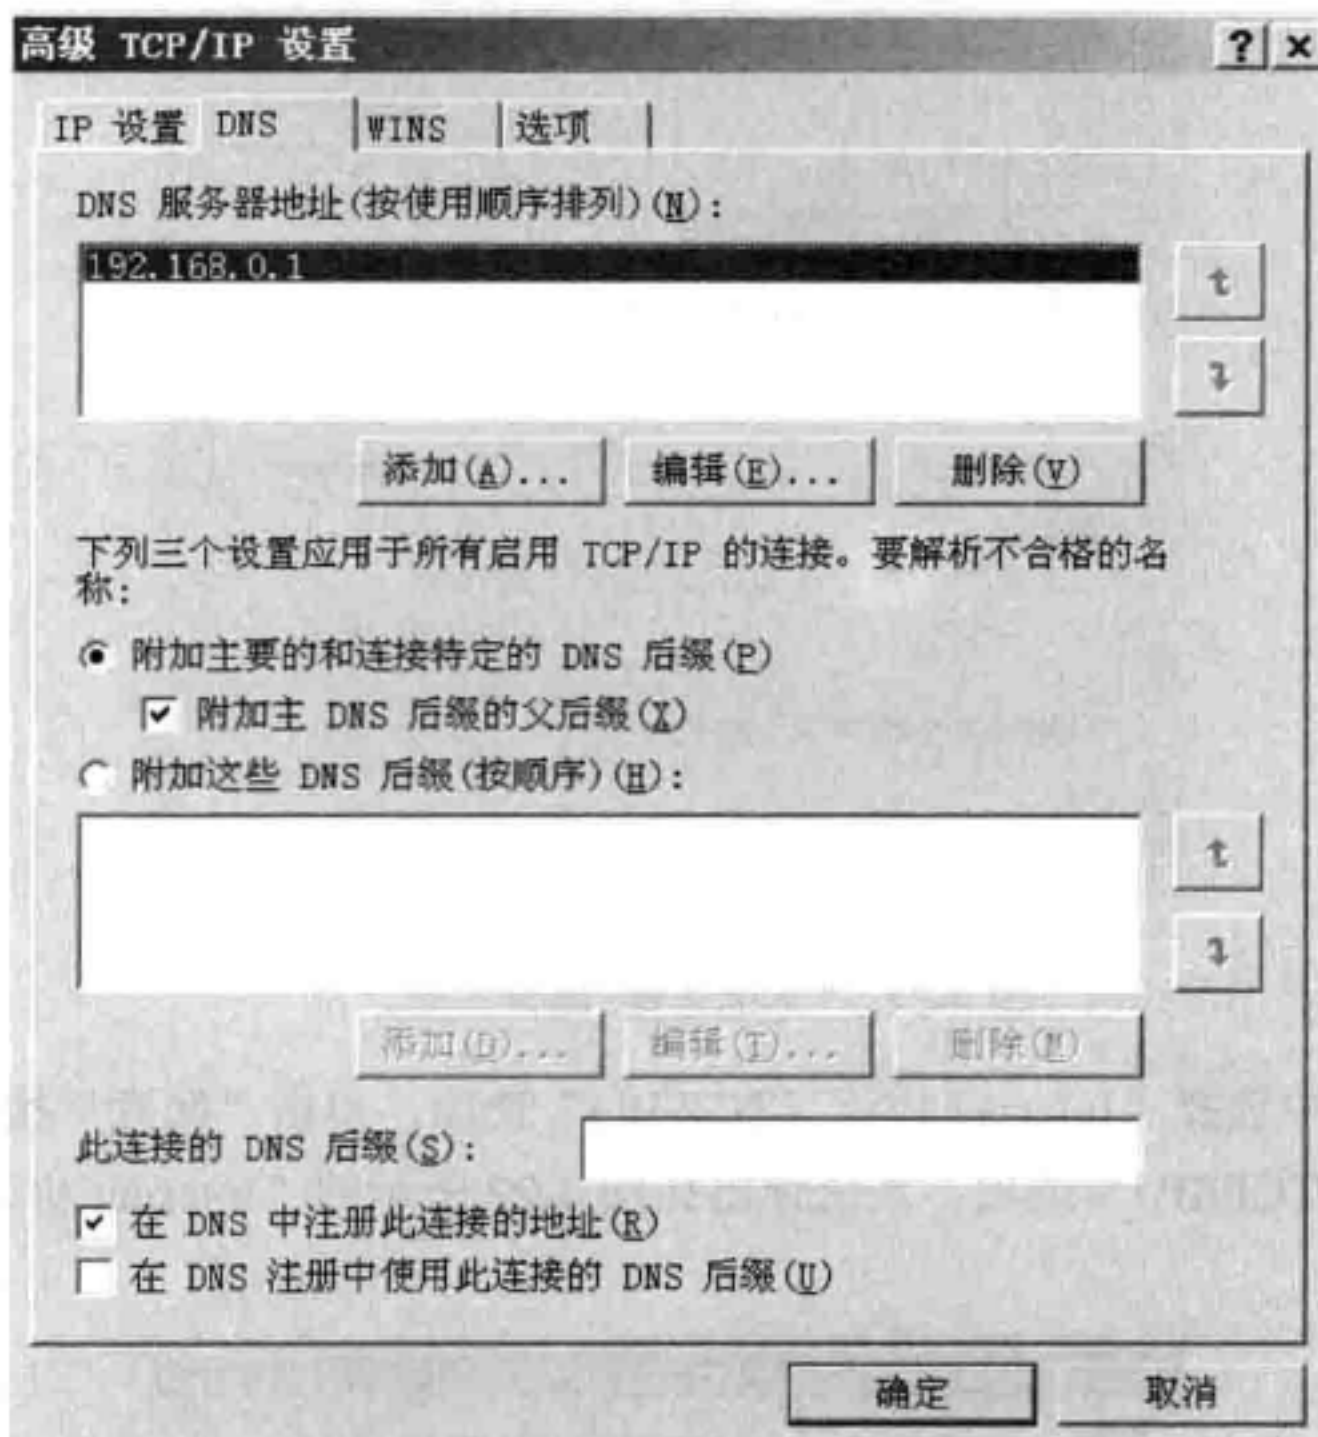 高级 TCP/IP 设置
IP 设置 DNS WINS 选项
DNS 服务器地址(按使用顺序排列)(N):
192.168.0.1
添加(A)... 编辑(E)... 删除(V)
下列三个设置应用于所有启用 TCP/IP 的连接。要解析不合格的名
称:
附加主要的和连接特定的 DNS 后缀(P)
附加主 DNS 后缀的父后缀(X)
附加这些 DNS 后缀(按顺序)(H):
添加(D)... 编辑(T)... 删除(M)
此连接的 DNS 后缀(S):
在 DNS 中注册此连接的地址(R)
在 DNS 注册中使用此连接的 DNS 后缀(U)
确定 取消